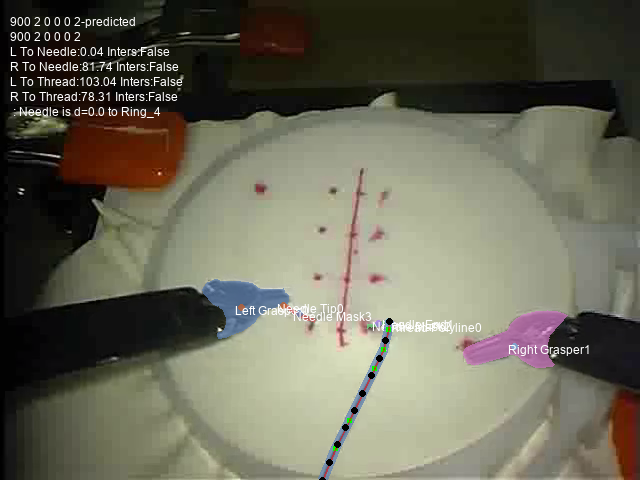 900 2 0 0 0 2-predicted
900 2 0 0 0 2
L To Needle:0.04 Inters:False
R To Needle:81.74 Inters:False
L To Thread:103.04 Inters:False
R To Thread:78.31 Inters:False
: Needle is d=0.0 to Ring_4
Needle Tip0
Needle Mask3
Right Grasper1